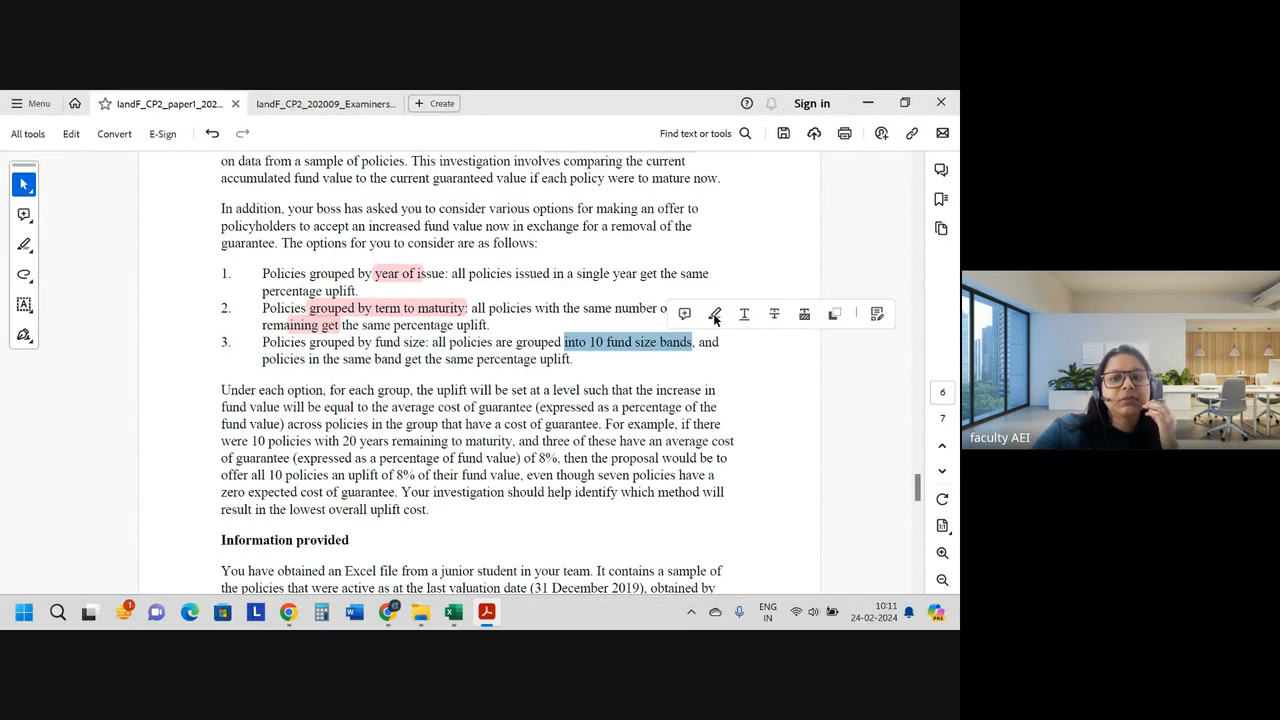 Menu
IandF_CP2_paper1_202...
IandF_CP2_202009_Examiners...
Create
Sign in
All tools
Edit
Convert
E-Sign
Find text or tools
on data from a sample of policies. This investigation involves comparing the current
accumulated fund value to the current guaranteed value if each policy were to mature now.
In addition, your boss has asked you to consider various options for making an offer to
policyholders to accept an increased fund value now in exchange for a removal of the
guarantee. The options for you to consider are as follows:
1. Policies grouped by year of issue: all policies issued in a single year get the same
percentage uplift.
2. Policies grouped by term to maturity: all policies with the same number o
remaining get the same percentage uplift.
3. Policies grouped by fund size: all policies are grouped into 10 fund size bands, and
policies in the same band get the same percentage uplift.
Under each option, for each group, the uplift will be set at a level such that the increase in
fund value will be equal to the average cost of guarantee (expressed as a percentage of the
fund value) across policies in the group that have a cost of guarantee. For example, if there
were 10 policies with 20 years remaining to maturity, and three of these have an average cost
of guarantee (expressed as a percentage of fund value) of 8%, then the proposal would be to
offer all 10 policies an uplift of 8% of their fund value, even though seven policies have a
zero expected cost of guarantee. Your investigation should help identify which method will
result in the lowest overall uplift cost.
Information provided
You have obtained an Excel file from a junior student in your team. It contains a sample of
the policies that were active as at the last valuation date (31 December 2019), obtained by
6
7
faculty AEI
ENG
IN
10:11
24-02-2024